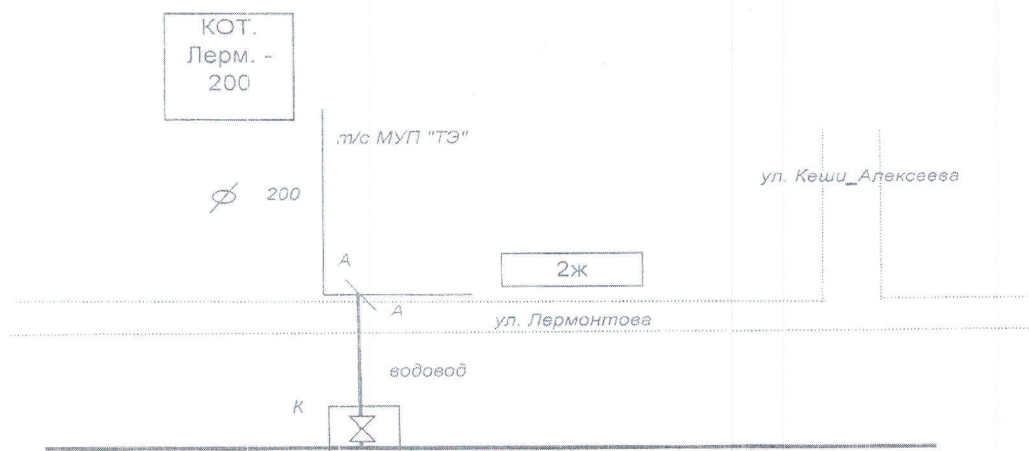 КОТ.
Лерм. -
200
т/с МУП "ТЭ"
200
ул. Кеши_Алексеева
А
2ж
А
ул. Лермонтова
водовод
К